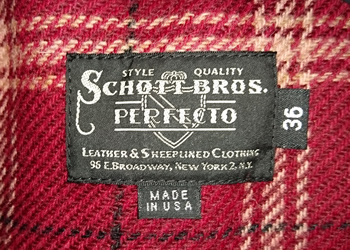 STYLE QUALITY
SCHOTT BROS.
PERFECTO
LEATHER & SHEEPLINED CLOTHING
96 E. BROADWAY, NEW YORK 2. N.Y.
36
MADE
IN USA